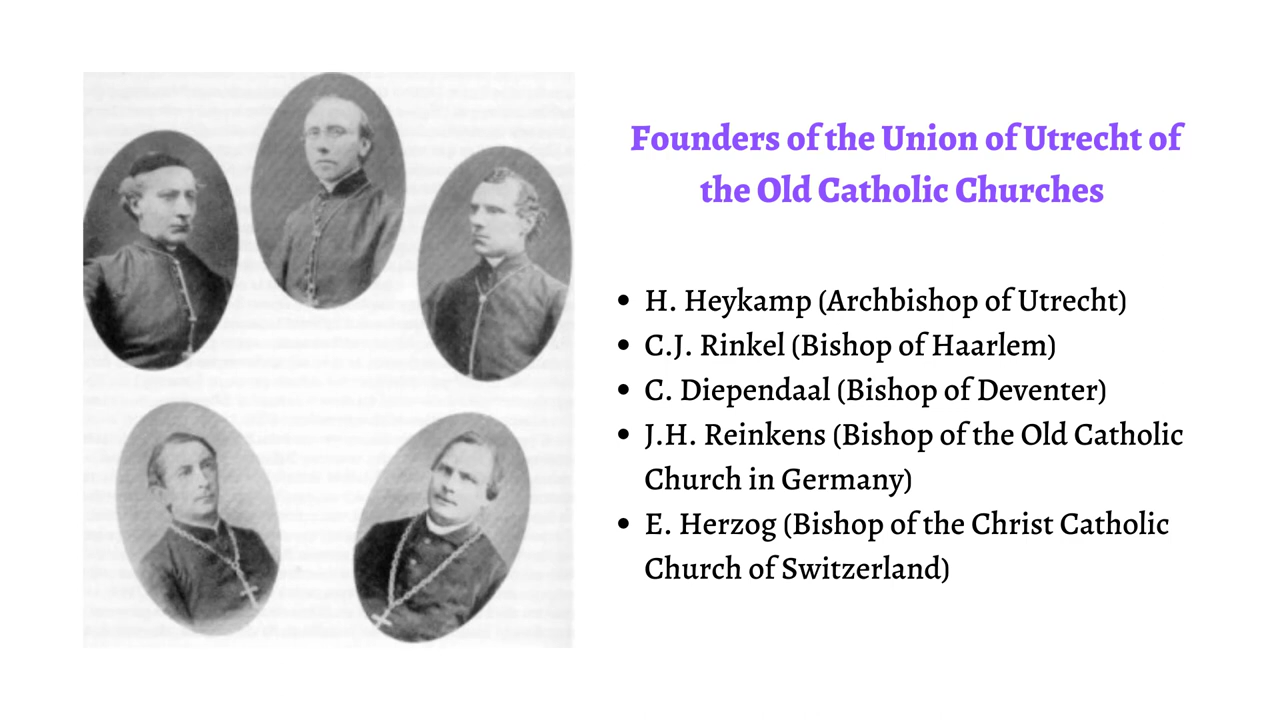 Founders of the Union of Utrecht of
the Old Catholic Churches
• H. Heykamp (Archbishop of Utrecht)
• C.J. Rinkel (Bishop of Haarlem)
• C. Diependaal (Bishop of Deventer)
• J.H. Reinkens (Bishop of the Old Catholic
Church in Germany)
• E. Herzog (Bishop of the Christ Catholic
Church of Switzerland)